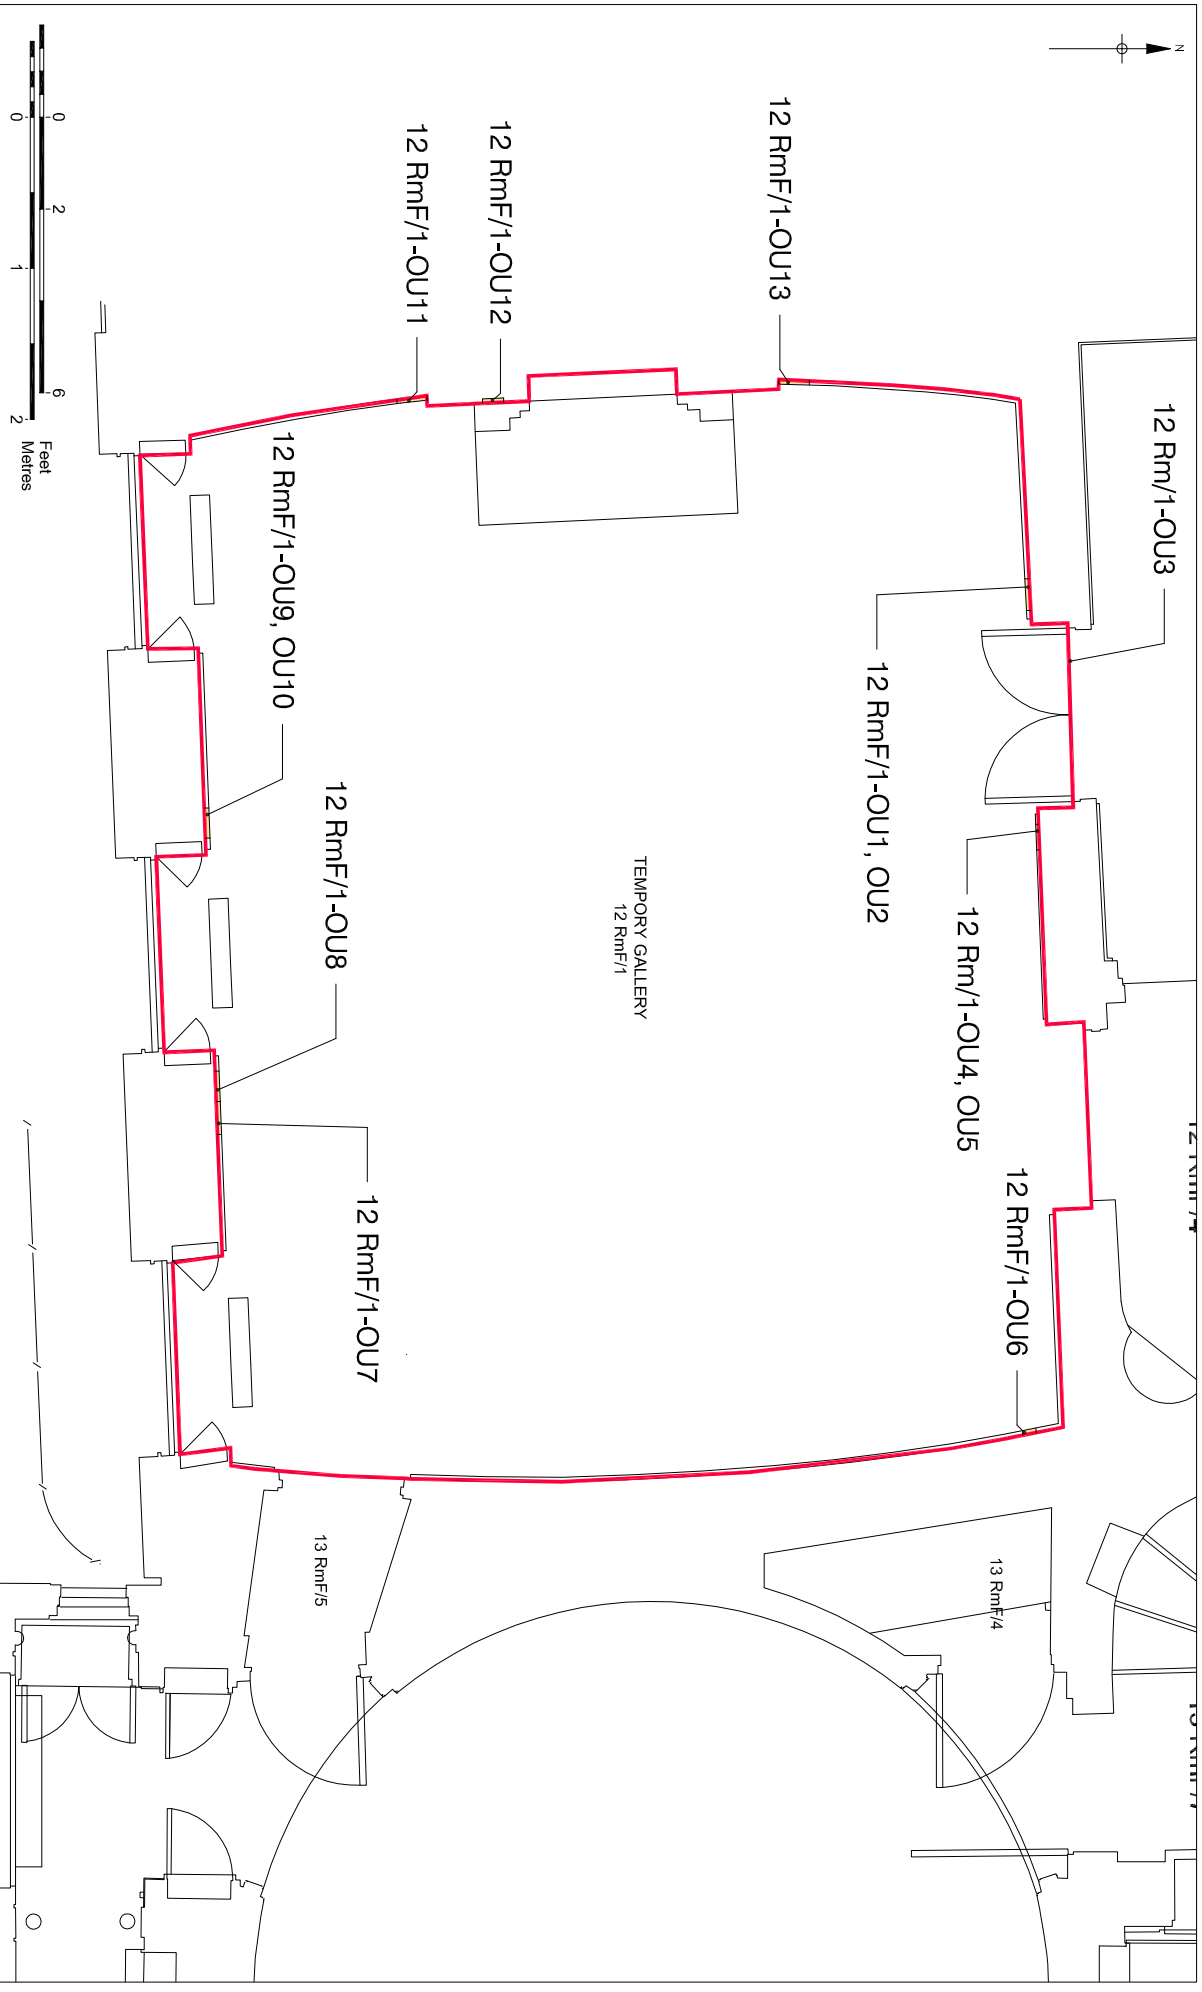 N
12 Rm/1-OU3
12 RmF/1-OU13
12 RmF/1-OU1, OU2
12 Rm/1-OU4, OU5
12 RmF/1-OU6
TEMPORY GALLERY
12 RmF/1
12 RmF/1-OU12
12 RmF/1-OU11
12 RmF/1-OU9, OU10
12 RmF/1-OU8
12 RmF/1-OU7
13 RmF/4
13 RmF/5
0 2 6 Feet
0 1 2 Metres